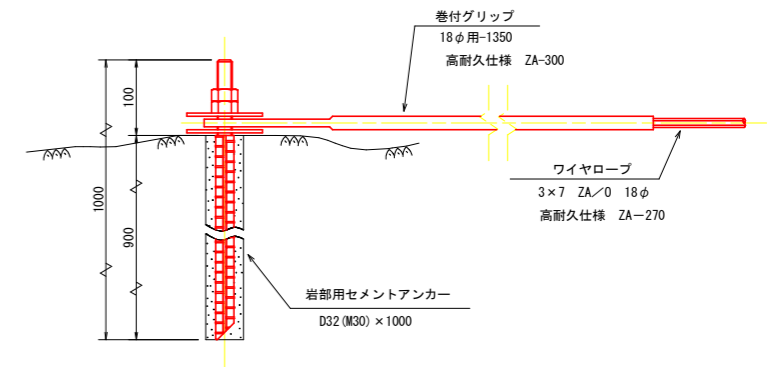 巻付グリップ
18φ用-1350
高耐久仕様 ZA-300
100
1000
900
ワイヤロープ
3×7 ZA/0 18φ
高耐久仕様 ZA-270
岩部用セメントアンカー
D32(M30)×1000